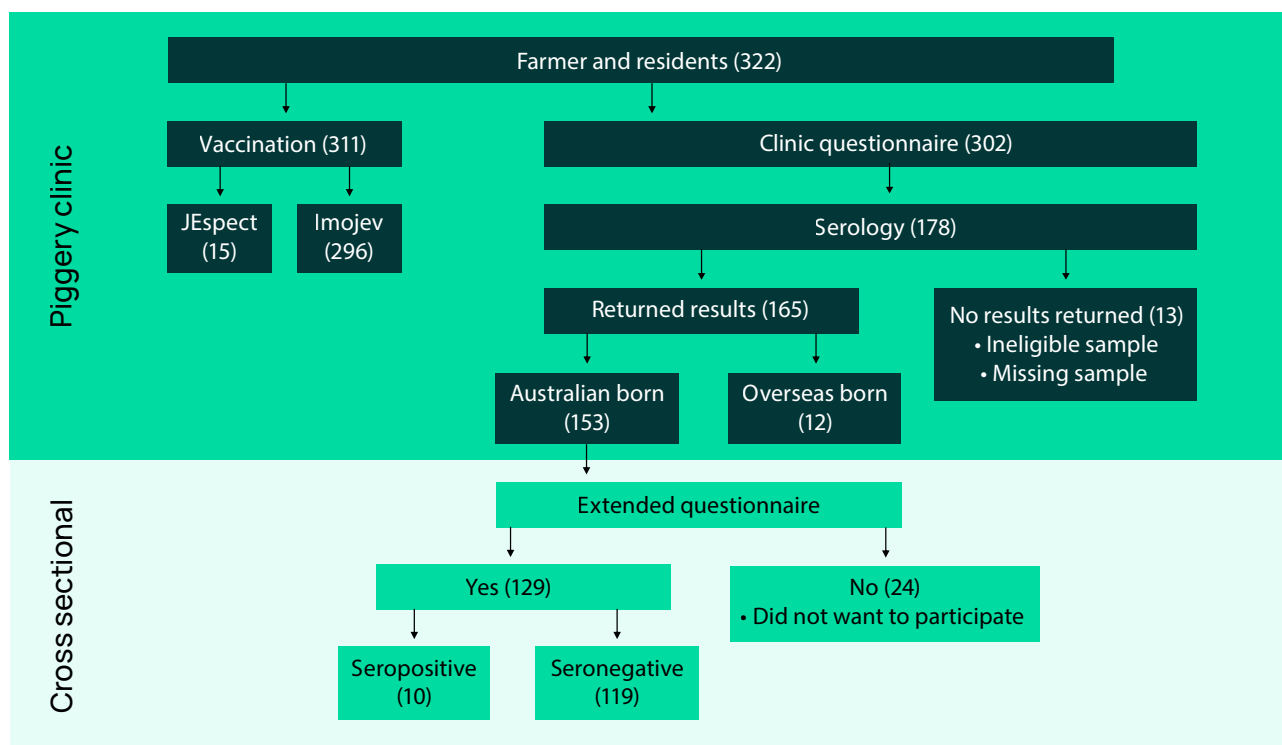 Piggery clinic
Farmer and residents (322)
Vaccination (311)
Clinic questionnaire (302)
JEspect
(15)
Imojev
(296)
Serology (178)
Returned results (165)
No results returned (13)
• Ineligible sample
• Missing sample
Australian born
(153)
Overseas born
(12)
Cross sectional
Extended questionnaire
Yes (129)
No (24)
• Did not want to participate
Seropositive
(10)
Seronegative
(119)